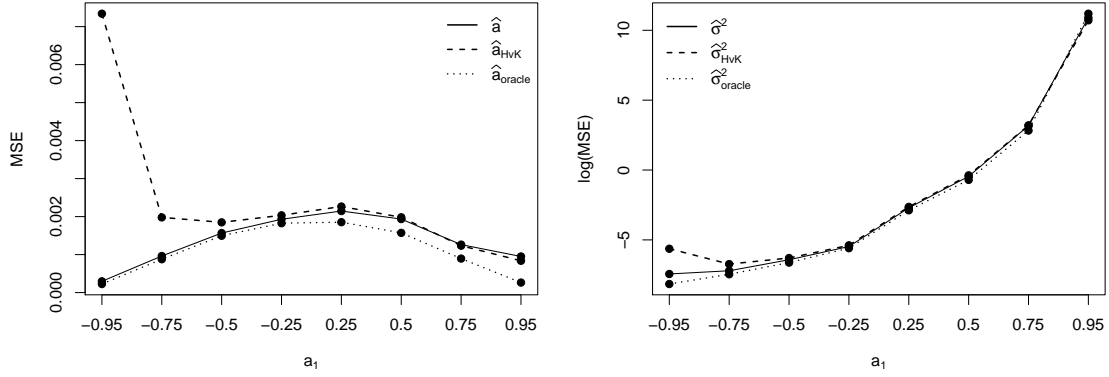 MSE
0.000
0.002
0.004
0.006
−0.95 −0.75 −0.5 −0.25 0.25 0.5 0.75 0.95
a₁
â
â_HvK
â_oracle
log(MSE)
−5
0
5
10
−0.95 −0.75 −0.5 −0.25 0.25 0.5 0.75 0.95
a₁
σ̂²
σ̂²_HvK
σ̂²_oracle